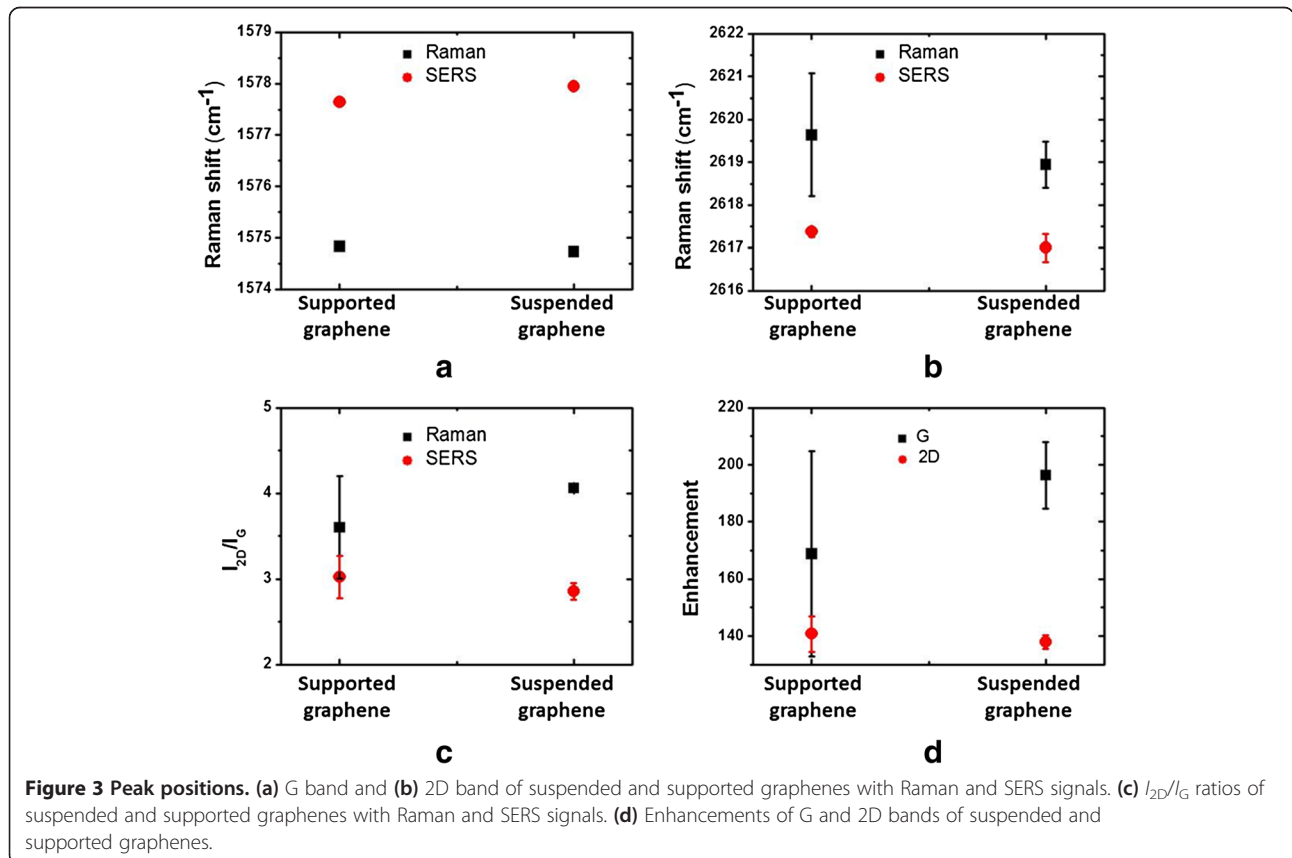 1579
1578
1577
1576
1575
1574
Raman shift (cm⁻¹)
Raman
SERS
Supported graphene
Suspended graphene
a
2622
2621
2620
2619
2618
2617
2616
Raman shift (cm⁻¹)
Raman
SERS
Supported graphene
Suspended graphene
b
5
4
3
2
I2D/IG
Raman
SERS
Supported graphene
Suspended graphene
c
220
200
180
160
140
Enhancement
G
2D
Supported graphene
Suspended graphene
d
Figure 3 Peak positions. (a) G band and (b) 2D band of suspended and supported graphenes with Raman and SERS signals. (c) I2D/IG ratios of
suspended and supported graphenes with Raman and SERS signals. (d) Enhancements of G and 2D bands of suspended and
supported graphenes.